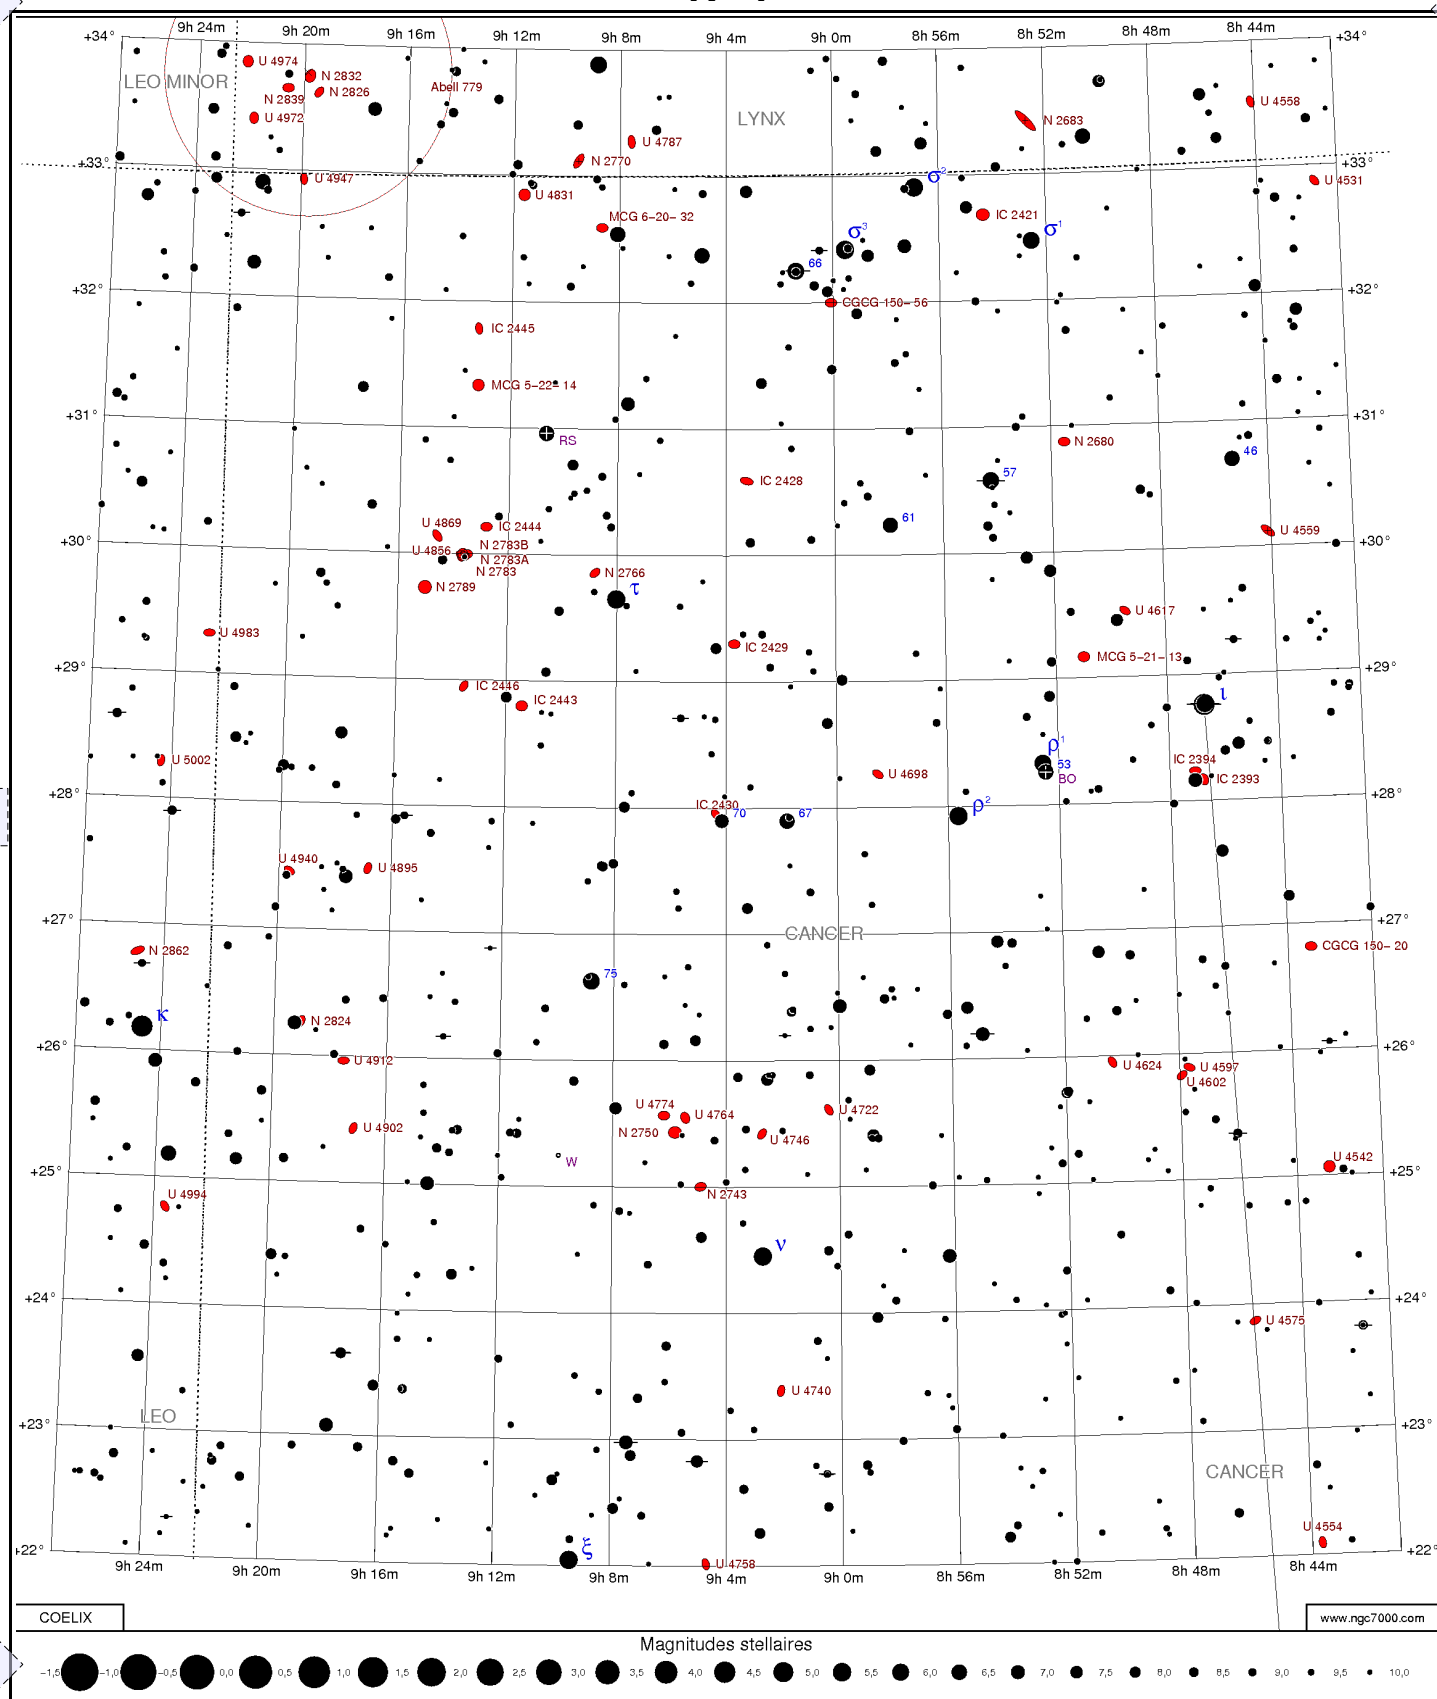 9h 24m 9h 20m 9h 16m 9h 12m 9h 8m 9h 4m 9h 0m 8h 56m 8h 52m 8h 48m 8h 44m
+34° +34°
U 4974
LEO MINOR N 2832
Abell 779
N 2839 N 2826
U 4558
U 4972 LYNX N 2683
U 4787
N 2770
+33° +33°
U 4947 σ² U 4531
U 4831
MCG 6-20- 32 IC 2421
σ³ σ¹
66
+32° CGCG 150- 56 +32°
IC 2445
MCG 5-22- 14
+31° +31°
RS N 2680 46
57
IC 2428
61
U 4869 IC 2444 U 4559
+30° N 2783B +30°
U 4856 N 2783A
N 2783 N 2766
N 2789 τ
U 4617
U 4983
IC 2429 MCG 5-21- 13
+29° +29°
IC 2446
IC 2443 ι
ρ¹
U 5002 53 IC 2394
U 4698 BO IC 2393
+28° IC 2430 ρ² +28°
70 67
U 4940
U 4895
+27° +27°
CANCER
N 2862 CGCG 150- 20
75
κ N 2824
+26° +26°
U 4912 U 4624 U 4597
U 4602
U 4774 U 4722
U 4764
U 4902 N 2750 U 4746
W U 4542
+25° +25°
U 4994 N 2743
ν
+24° +24°
U 4575
U 4740
LEO
+23° +23°
CANCER
U 4554
ξ
+22° +22°
U 4758
9h 24m 9h 20m 9h 16m 9h 12m 9h 8m 9h 4m 9h 0m 8h 56m 8h 52m 8h 48m 8h 44m
COELIX www.ngc7000.com
Magnitudes stellaires
-1,5 -1,0 -0,5 0,0 0,5 1,0 1,5 2,0 2,5 3,0 3,5 4,0 4,5 5,0 5,5 6,0 6,5 7,0 7,5 8,0 8,5 9,0 9,5 10,0